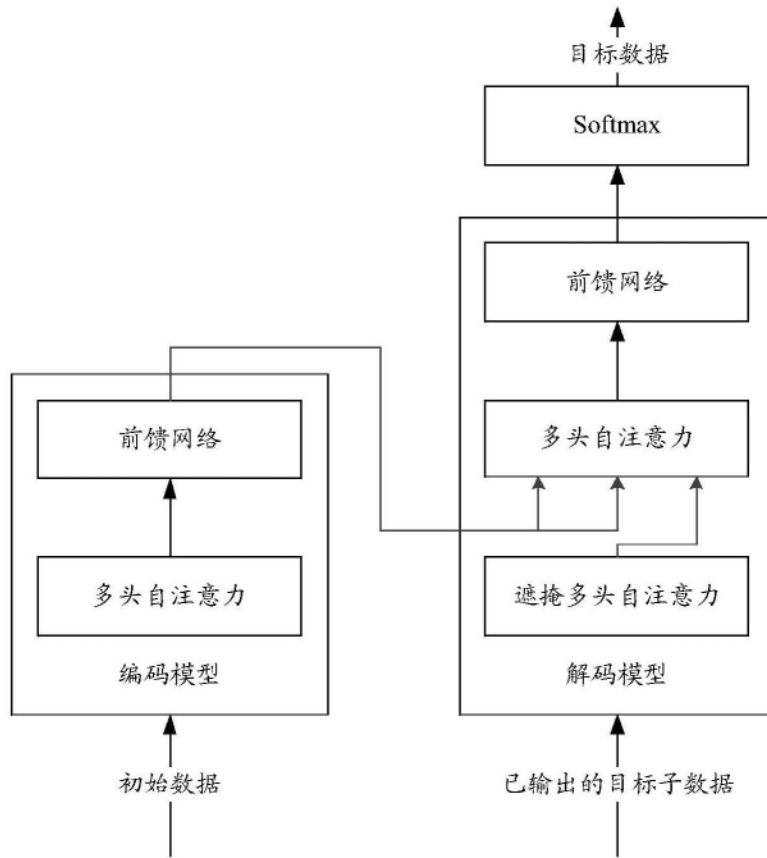 目标数据
Softmax
前馈网络
多头自注意力
遮掩多头自注意力
解码模型
已输出的目标子数据
前馈网络
多头自注意力
编码模型
初始数据